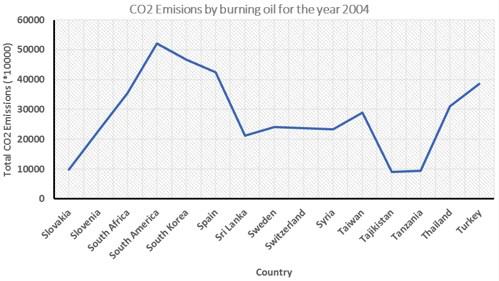 CO2 Emisions by burning oil for the year 2004
Total CO2 Emissions (*10000)
60000
50000
40000
30000
20000
10000
0
Slovakia
Slovenia
South Africa
South America
South Korea
Spain
Sri Lanka
Sweden
Switzerland
Syria
Taiwan
Tajikistan
Tanzania
Thailand
Turkey
Country